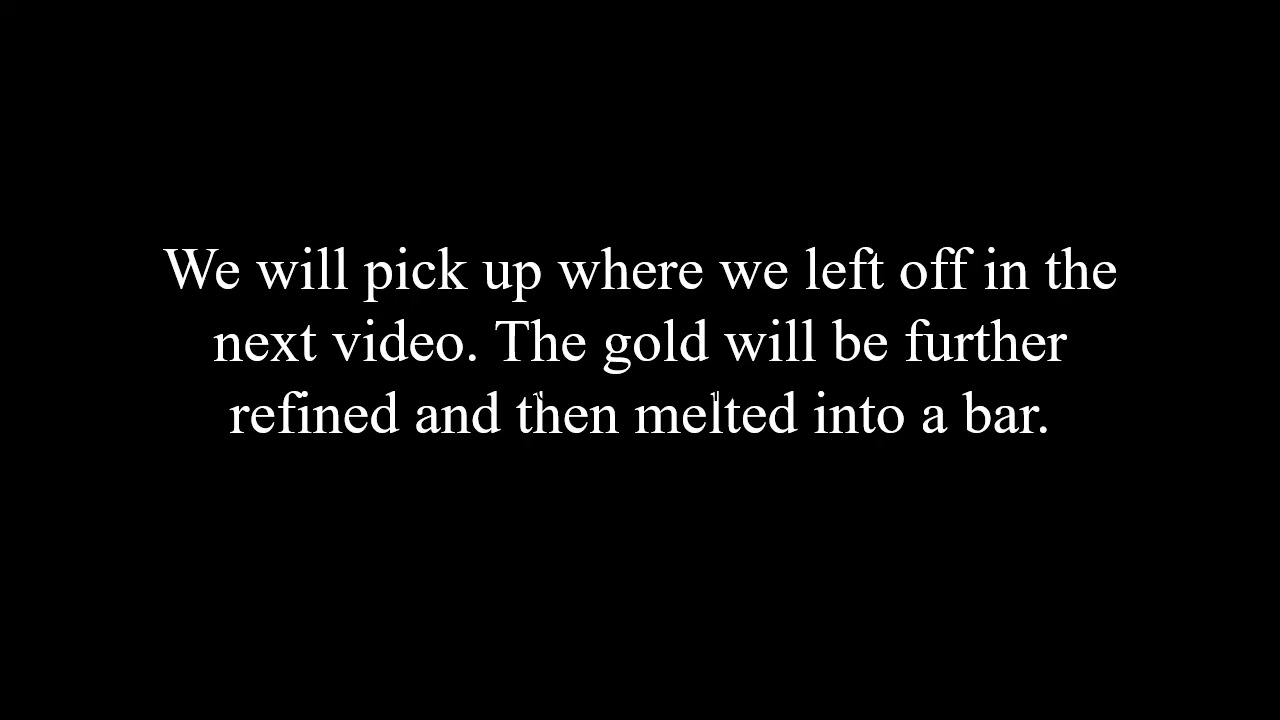 We will pick up where we left off in the
next video. The gold will be further
refined and then melted into a bar.